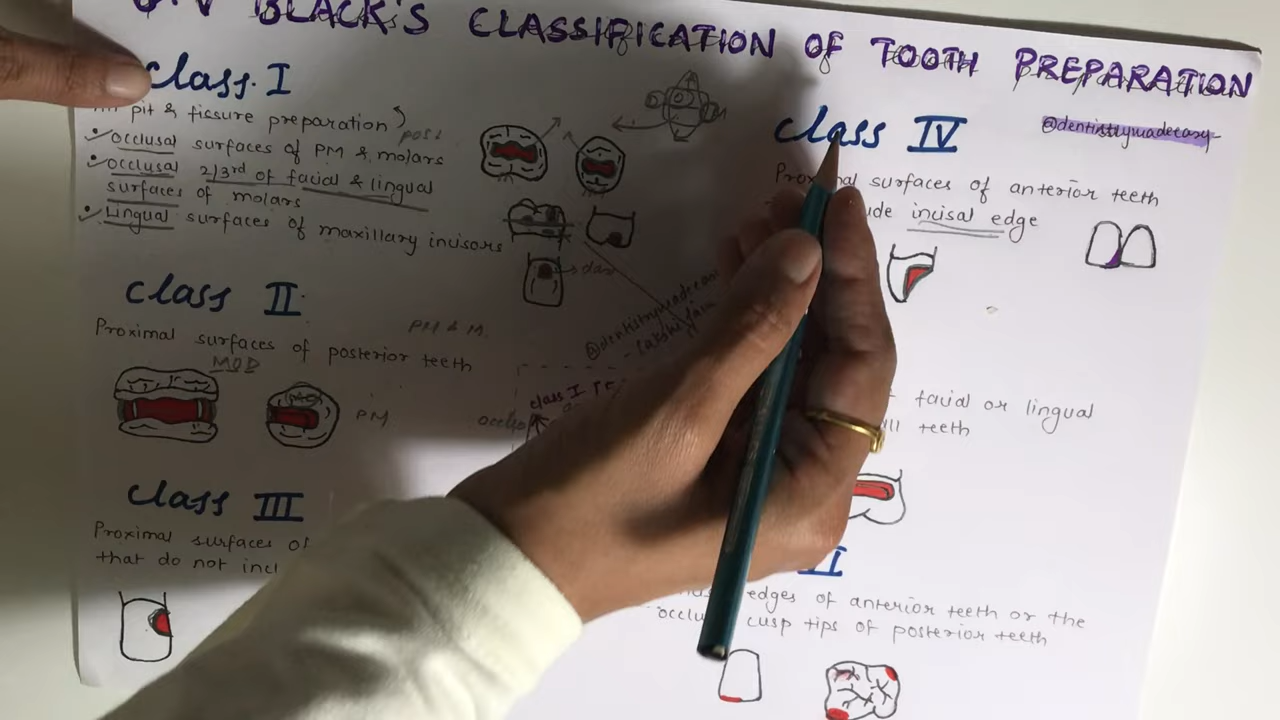 BLACK'S CLASSIFICATION OF TOOTH PREPARATION
Class I
pit & fissure preparation
Occlusal surfaces of PM & molars
Occlusal 2/3rd of facial & lingual
surfaces of molars
Lingual surfaces of maxillary incisors
Class II
PM & M
Proximal surfaces of posterior teeth
MOD
PM
Class III
Proximal surfaces of
that do not incl
@dentistrymadeeasy
class I
Class IV
@dentistrymadeeasy
Proximal surfaces of anterior teeth
incisal edge
facial or lingual
teeth
edges of anterior teeth or the
cusp tips of posterior teeth